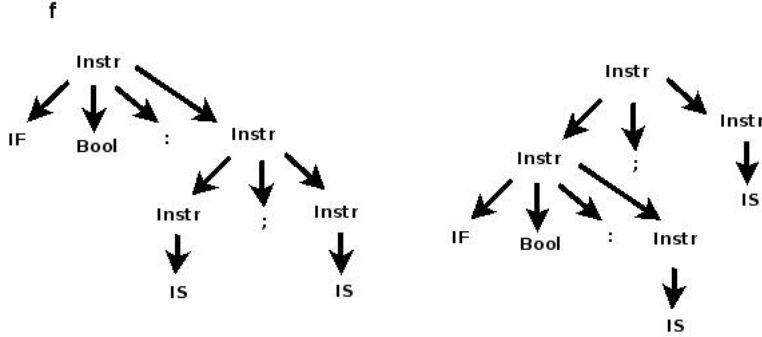 f
Instr
IF Bool : Instr
Instr ; Instr
IS IS
Instr
Instr ; Instr
IS
IF Bool : Instr
IS